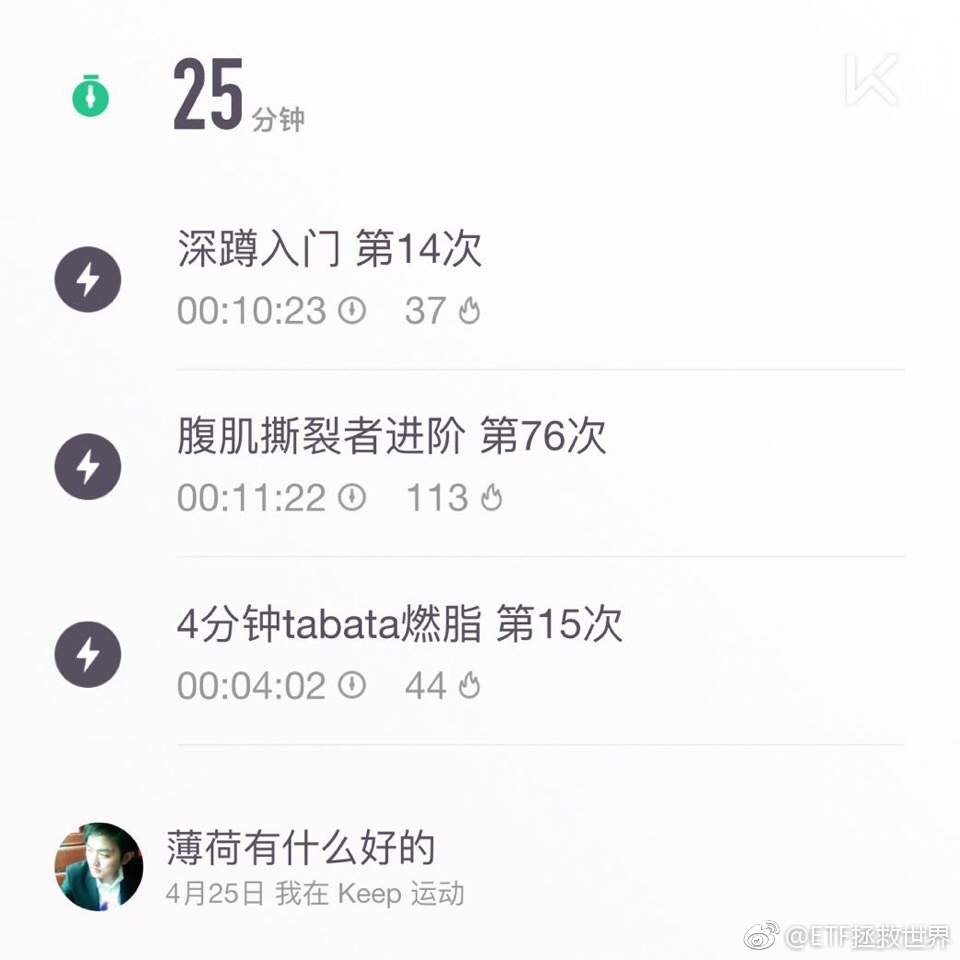 25 分钟
深蹲入门 第14次
00:10:23 37
腹肌撕裂者进阶 第76次
00:11:22 113
4分钟tabata燃脂 第15次
00:04:02 44
薄荷有什么好的
4月25日 我在 Keep 运动
@ETF拯救世界